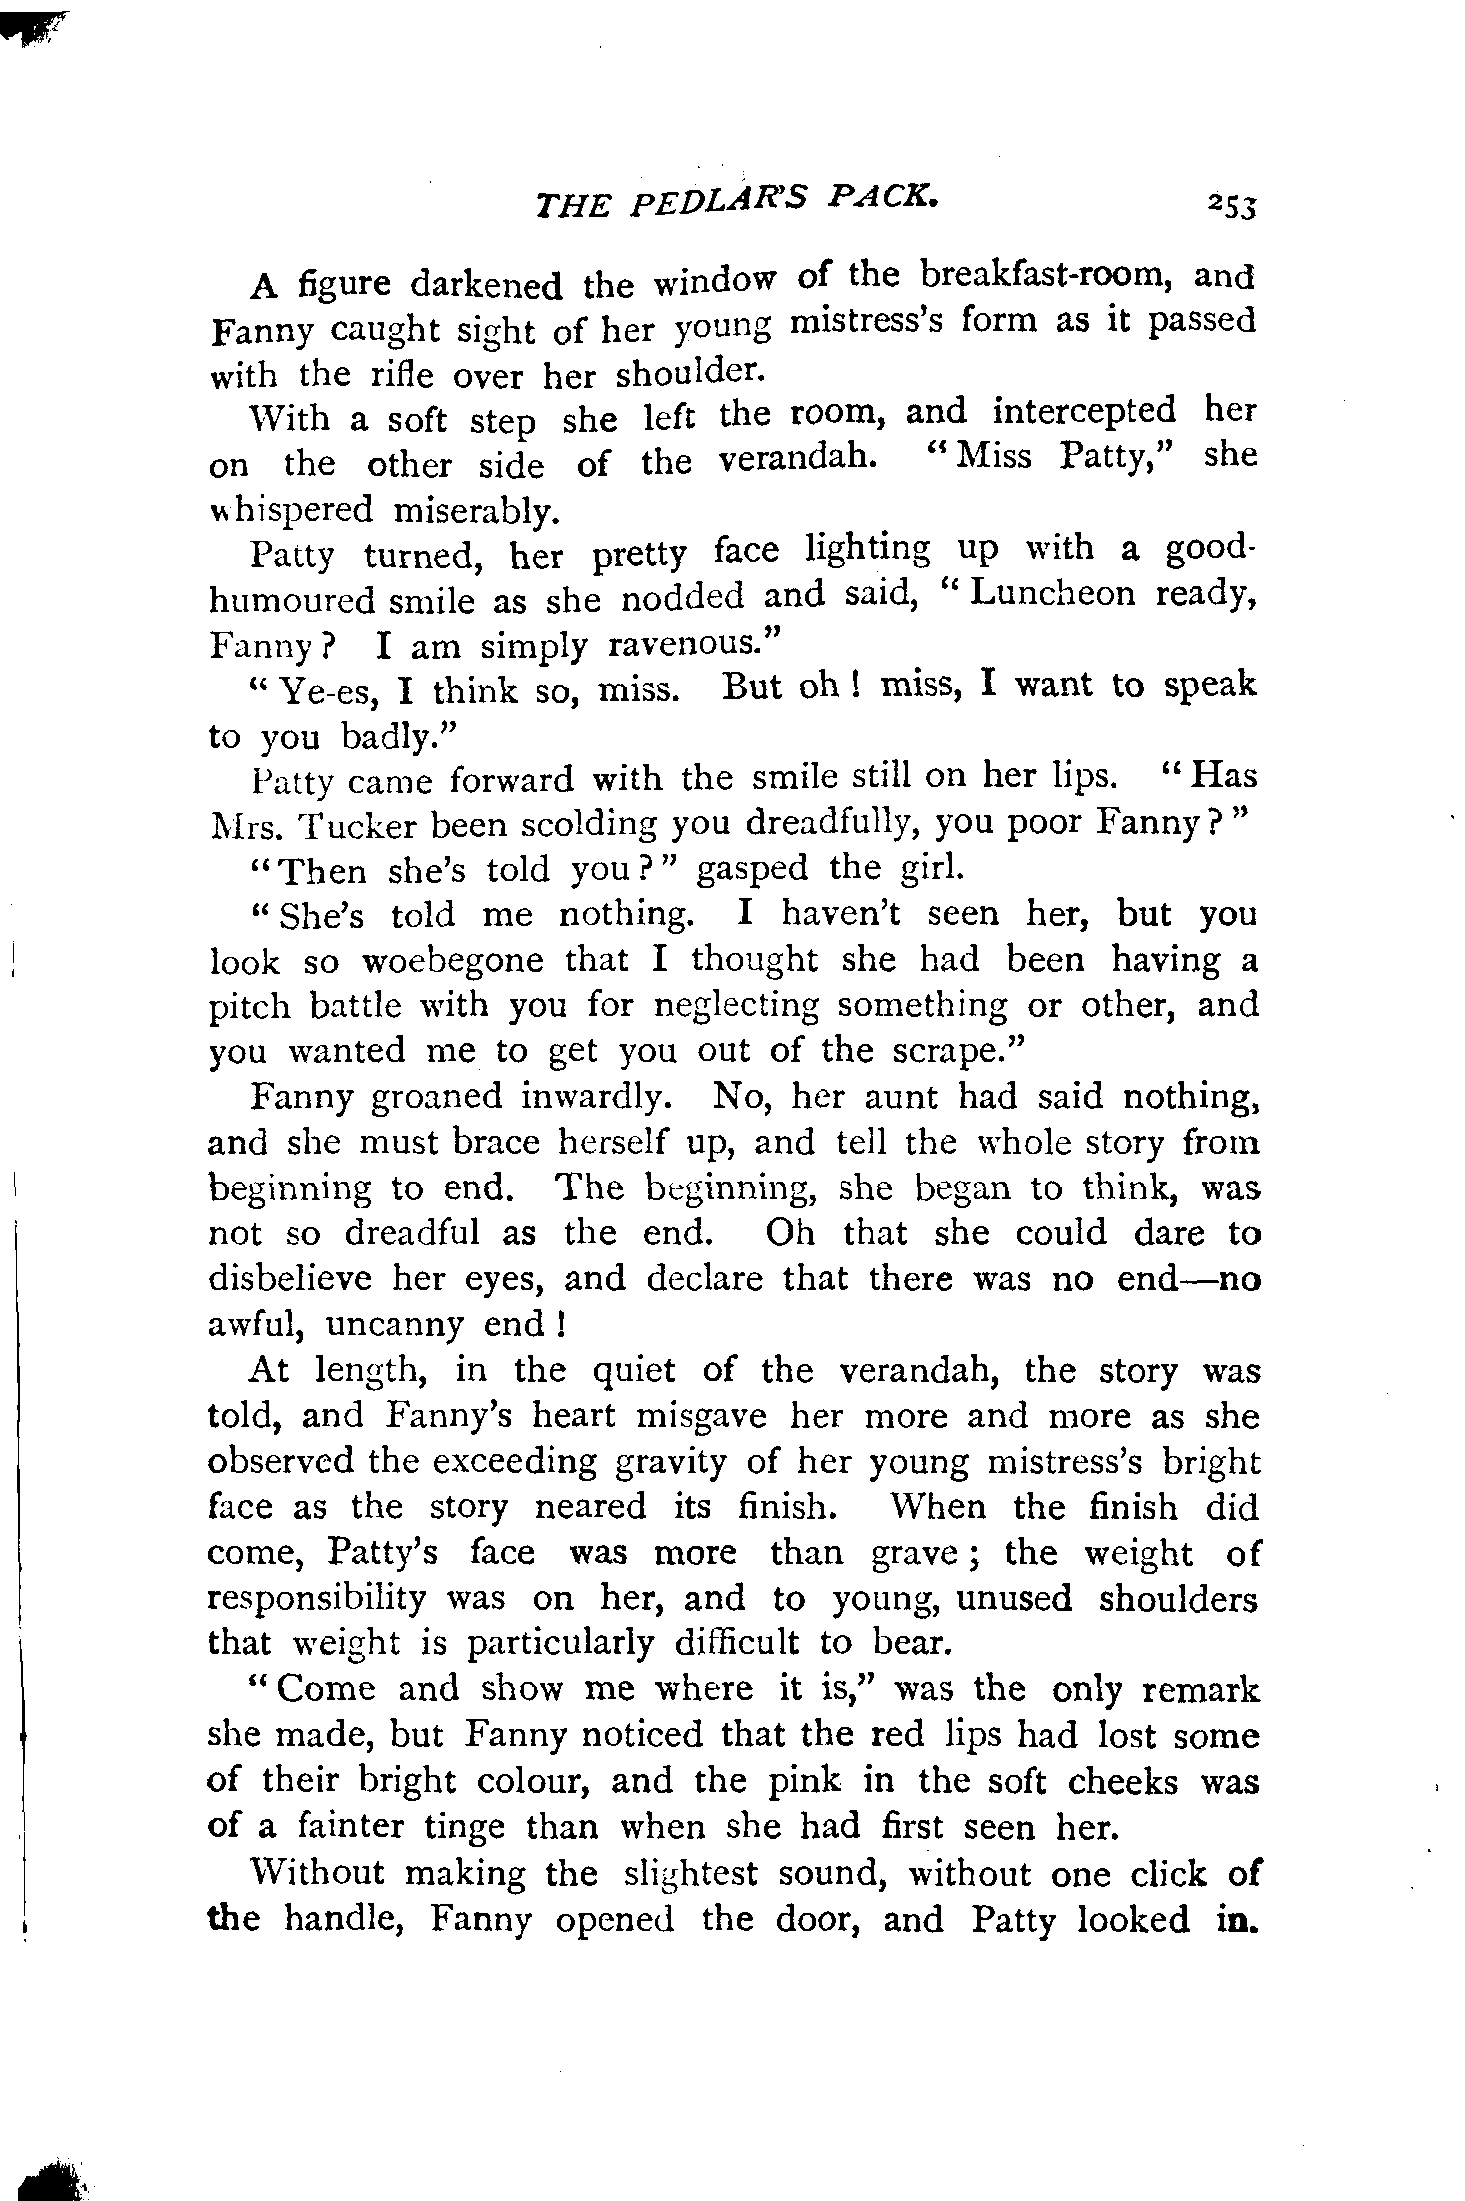 THE PEDLAR'S PACK. 253
A figure darkened the window of the breakfast-room, and
Fanny caught sight of her young mistress's form as it passed
with the rifle over her shoulder.
With a soft step she left the room, and intercepted her
on the other side of the verandah. “Miss Patty,” she
whispered miserably.
Patty turned, her pretty face lighting up with a good-
humoured smile as she nodded and said, “Luncheon ready,
Fanny? I am simply ravenous.”
“Ye-es, I think so, miss. But oh! miss, I want to speak
to you badly.”
Patty came forward with the smile still on her lips. “Has
Mrs. Tucker been scolding you dreadfully, you poor Fanny?”
“Then she's told you?” gasped the girl.
“She's told me nothing. I haven't seen her, but you
look so woebegone that I thought she had been having a
pitch battle with you for neglecting something or other, and
you wanted me to get you out of the scrape.”
Fanny groaned inwardly. No, her aunt had said nothing,
and she must brace herself up, and tell the whole story from
beginning to end. The beginning, she began to think, was
not so dreadful as the end. Oh that she could dare to
disbelieve her eyes, and declare that there was no end—no
awful, uncanny end!
At length, in the quiet of the verandah, the story was
told, and Fanny's heart misgave her more and more as she
observed the exceeding gravity of her young mistress's bright
face as the story neared its finish. When the finish did
come, Patty's face was more than grave; the weight of
responsibility was on her, and to young, unused shoulders
that weight is particularly difficult to bear.
“Come and show me where it is,” was the only remark
she made, but Fanny noticed that the red lips had lost some
of their bright colour, and the pink in the soft cheeks was
of a fainter tinge than when she had first seen her.
Without making the slightest sound, without one click of
the handle, Fanny opened the door, and Patty looked in.